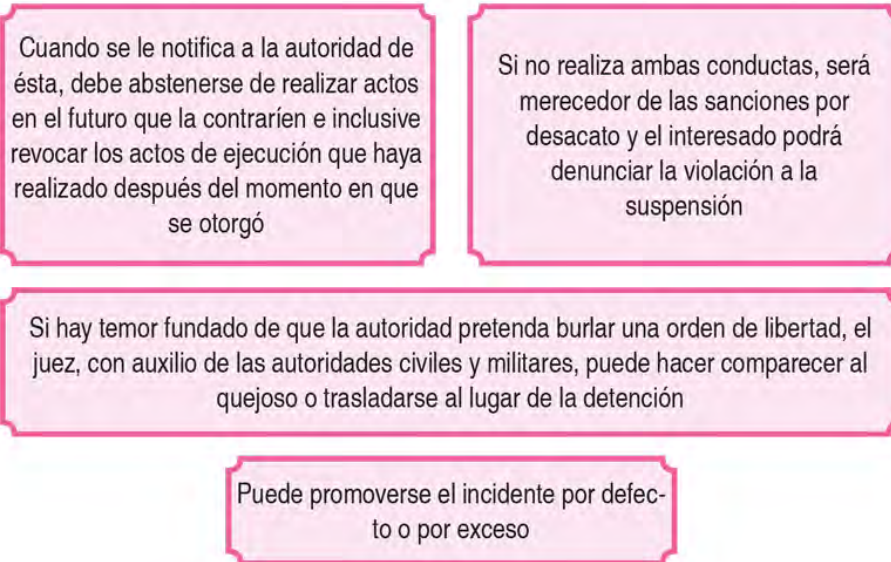 Cuando se le notifica a la autoridad de
ésta, debe abstenerse de realizar actos
en el futuro que la contraríen e inclusive
revocar los actos de ejecución que haya
realizado después del momento en que
se otorgó
Si no realiza ambas conductas, será
merecedor de las sanciones por
desacato y el interesado podrá
denunciar la violación a la
suspensión
Si hay temor fundado de que la autoridad pretenda burlar una orden de libertad, el
juez, con auxilio de las autoridades civiles y militares, puede hacer comparecer al
quejoso o trasladarse al lugar de la detención
Puede promoverse el incidente por defec-
to o por exceso